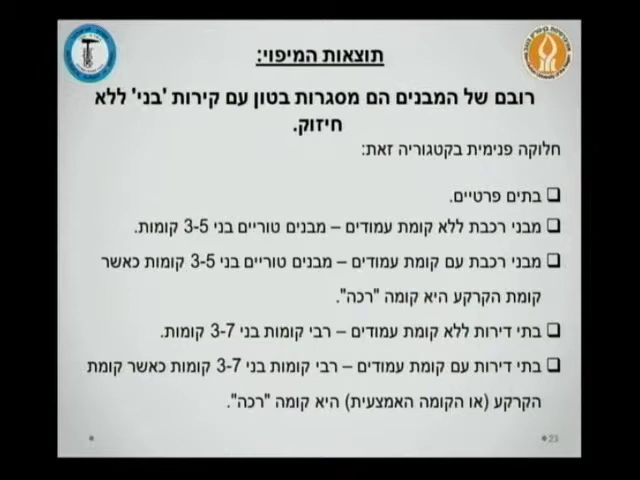 תוצאות המיפוי:
רובם של המבנים הם מסגרות בטון עם קירות 'בני' ללא
חיזוק.
חלוקה פנימית בקטגוריה זאת:
בתים פרטיים.
מבני רכבת ללא קומת עמודים – מבנים טוריים בני 3-5 קומות.
מבני רכבת עם קומת עמודים – מבנים טוריים בני 3-5 קומות כאשר
קומת הקרקע היא קומה "רכה".
בתי דירות ללא קומת עמודים – רבי קומות בני 3-7 קומות.
בתי דירות עם קומת עמודים – רבי קומות בני 3-7 קומות כאשר קומת
הקרקע (או הקומה האמצעית) היא קומה "רכה".
23